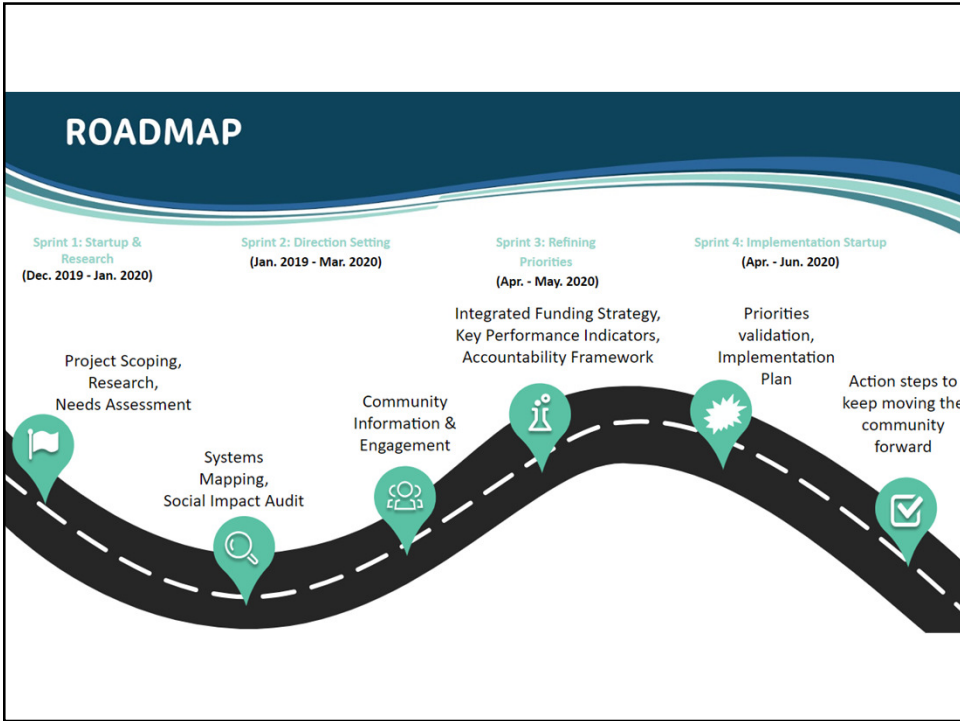 ROADMAP
Sprint 1: Startup &
Research
(Dec. 2019 - Jan. 2020)
Sprint 2: Direction Setting
(Jan. 2019 - Mar. 2020)
Sprint 3: Refining
Priorities
(Apr. - May. 2020)
Sprint 4: Implementation Startup
(Apr. - Jun. 2020)
Project Scoping,
Research,
Needs Assessment
Systems
Mapping,
Social Impact Audit
Community
Information &
Engagement
Integrated Funding Strategy,
Key Performance Indicators,
Accountability Framework
Priorities
validation,
Implementation
Plan
Action steps to
keep moving the
community
forward